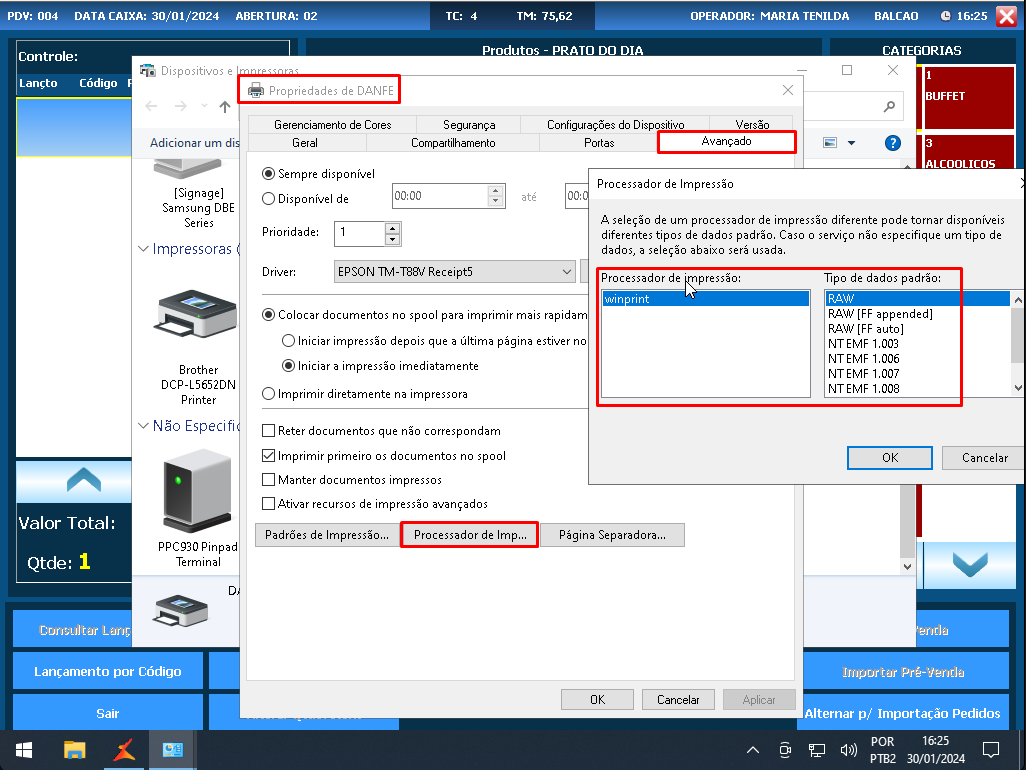 PDV: 004 DATA CAIXA: 30/01/2024 ABERTURA: 02 TC: 4 TM: 75,62 OPERADOR: MARIA TENILDA BALCAO 16:25
Controle:
Produtos - PRATO DO DIA
CATEGORIAS
Lançto Código
1
BUFFET
3
ALCOOLICOS
Dispositivos e Impressoras
Adicionar um dis
[Signage]
Samsung DBE
Series
Impressoras (
Brother
DCP-L5652DN
Printer
Não Especific
PPC930 Pinpad
Terminal
DA
Propriedades de DANFE
Gerenciamento de Cores Segurança Configurações do Dispositivo Versão
Geral Compartilhamento Portas Avançado
Sempre disponível
Disponível de 00:00 até 00:0
Prioridade: 1
Driver: EPSON TM-T88V Receipt5
Colocar documentos no spool para imprimir mais rapidam
Iniciar impressão depois que a última página estiver no
Iniciar a impressão imediatamente
Imprimir diretamente na impressora
Reter documentos que não correspondam
Imprimir primeiro os documentos no spool
Manter documentos impressos
Ativar recursos de impressão avançados
Padrões de Impressão... Processador de Imp... Página Separadora...
OK Cancelar Aplicar
Processador de Impressão
A seleção de um processador de impressão diferente pode tornar disponíveis
diferentes tipos de dados padrão. Caso o serviço não especifique um tipo de
dados, a seleção abaixo será usada.
Processador de impressão: Tipo de dados padrão:
winprint
RAW
RAW [FF appended]
RAW [FF auto]
NT EMF 1.003
NT EMF 1.006
NT EMF 1.007
NT EMF 1.008
OK Cancelar
Valor Total:
Qtde: 1
Consultar Lanç
enda
Lançamento por Código
Importar Pré-Venda
Sair
Alternar p/ Importação Pedidos
POR
PTB2
16:25
30/01/2024